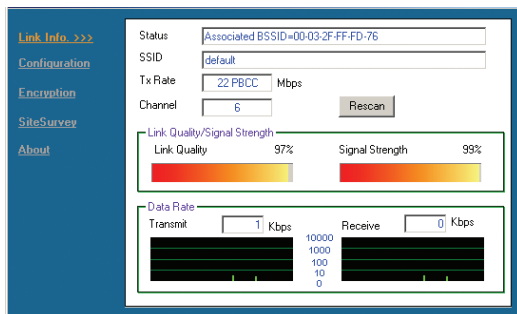 Link Info. >>>
Configuration
Encryption
SiteSurvey
About
Status Associated BSSID=00-03-2F-FF-FD-76
SSID default
Tx Rate 22 PBCC Mbps
Channel 6 Rescan
Link Quality/Signal Strength
Link Quality 97% Signal Strength 99%
Data Rate
Transmit 1 Kbps Receive 0 Kbps
10000
1000
100
10
0